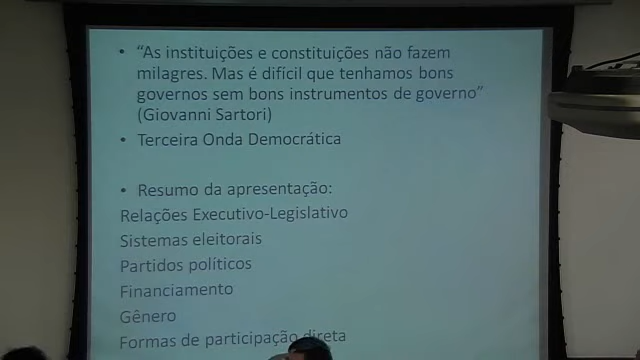 • “As instituições e constituições não fazem
milagres. Mas é difícil que tenhamos bons
governos sem bons instrumentos de governo”
(Giovanni Sartori)
• Terceira Onda Democrática
• Resumo da apresentação:
Relações Executivo-Legislativo
Sistemas eleitorais
Partidos políticos
Financiamento
Gênero
Formas de participação direta